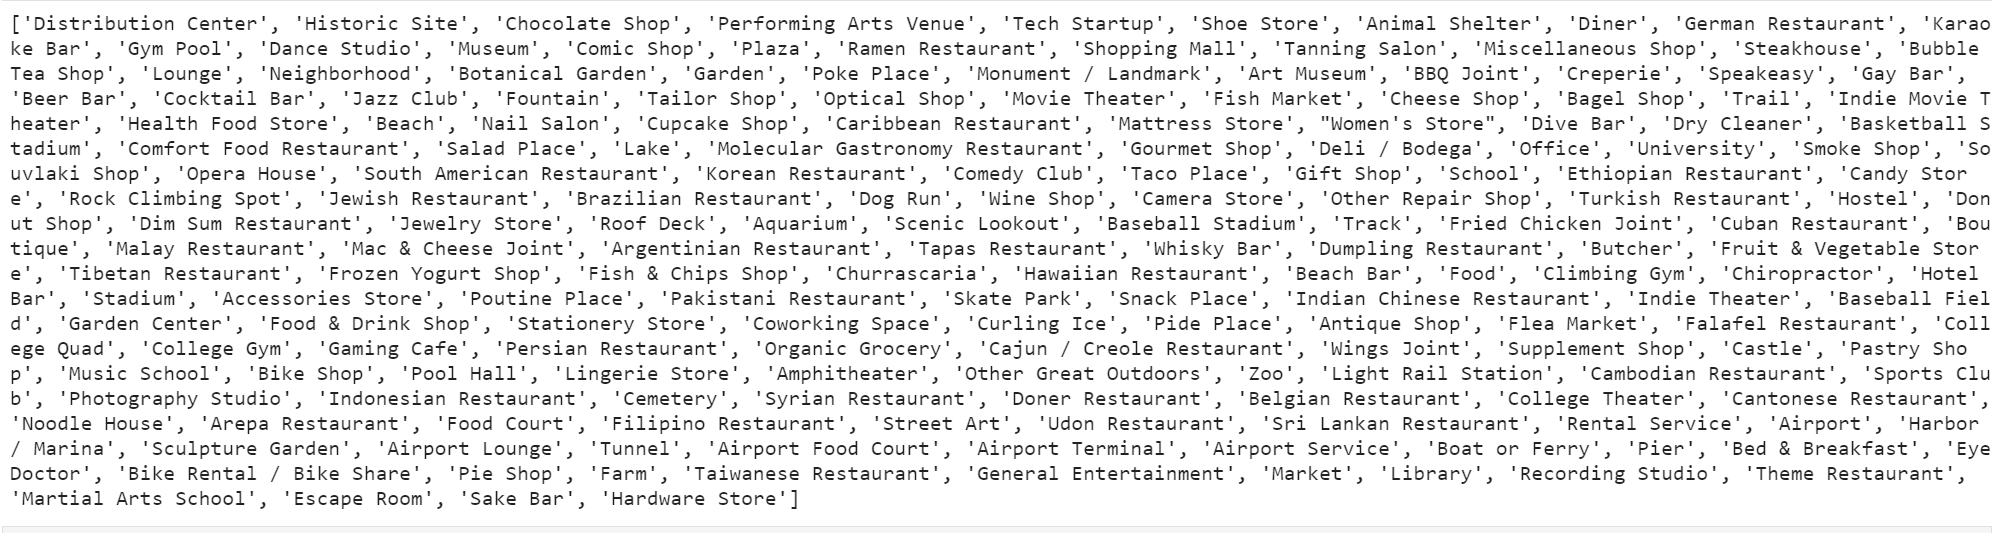 ['Distribution Center', 'Historic Site', 'Chocolate Shop', 'Performing Arts Venue', 'Tech Startup', 'Shoe Store', 'Animal Shelter', 'Diner', 'German Restaurant', 'Karao
ke Bar', 'Gym Pool', 'Dance Studio', 'Museum', 'Comic Shop', 'Plaza', 'Ramen Restaurant', 'Shopping Mall', 'Tanning Salon', 'Miscellaneous Shop', 'Steakhouse', 'Bubble
Tea Shop', 'Lounge', 'Neighborhood', 'Botanical Garden', 'Garden', 'Poke Place', 'Monument / Landmark', 'Art Museum', 'BBQ Joint', 'Creperie', 'Speakeasy', 'Gay Bar',
'Beer Bar', 'Cocktail Bar', 'Jazz Club', 'Fountain', 'Tailor Shop', 'Optical Shop', 'Movie Theater', 'Fish Market', 'Cheese Shop', 'Bagel Shop', 'Trail', 'Indie Movie T
heater', 'Health Food Store', 'Beach', 'Nail Salon', 'Cupcake Shop', 'Caribbean Restaurant', 'Mattress Store', "Women's Store", 'Dive Bar', 'Dry Cleaner', 'Basketball S
tadium', 'Comfort Food Restaurant', 'Salad Place', 'Lake', 'Molecular Gastronomy Restaurant', 'Gourmet Shop', 'Deli / Bodega', 'Office', 'University', 'Smoke Shop', 'So
uvlaki Shop', 'Opera House', 'South American Restaurant', 'Korean Restaurant', 'Comedy Club', 'Taco Place', 'Gift Shop', 'School', 'Ethiopian Restaurant', 'Candy Stor
e', 'Rock Climbing Spot', 'Jewish Restaurant', 'Brazilian Restaurant', 'Dog Run', 'Wine Shop', 'Camera Store', 'Other Repair Shop', 'Turkish Restaurant', 'Hostel', 'Don
ut Shop', 'Dim Sum Restaurant', 'Jewelry Store', 'Roof Deck', 'Aquarium', 'Scenic Lookout', 'Baseball Stadium', 'Track', 'Fried Chicken Joint', 'Cuban Restaurant', 'Bou
tique', 'Malay Restaurant', 'Mac & Cheese Joint', 'Argentinian Restaurant', 'Tapas Restaurant', 'Whisky Bar', 'Dumpling Restaurant', 'Butcher', 'Fruit & Vegetable Stor
e', 'Tibetan Restaurant', 'Frozen Yogurt Shop', 'Fish & Chips Shop', 'Churrascaria', 'Hawaiian Restaurant', 'Beach Bar', 'Food', 'Climbing Gym', 'Chiropractor', 'Hotel
Bar', 'Stadium', 'Accessories Store', 'Poutine Place', 'Pakistani Restaurant', 'Skate Park', 'Snack Place', 'Indian Chinese Restaurant', 'Indie Theater', 'Baseball Fiel
d', 'Garden Center', 'Food & Drink Shop', 'Stationery Store', 'Coworking Space', 'Curling Ice', 'Pide Place', 'Antique Shop', 'Flea Market', 'Falafel Restaurant', 'Coll
ege Quad', 'College Gym', 'Gaming Cafe', 'Persian Restaurant', 'Organic Grocery', 'Cajun / Creole Restaurant', 'Wings Joint', 'Supplement Shop', 'Castle', 'Pastry Sho
p', 'Music School', 'Bike Shop', 'Pool Hall', 'Lingerie Store', 'Amphitheater', 'Other Great Outdoors', 'Zoo', 'Light Rail Station', 'Cambodian Restaurant', 'Sports Clu
b', 'Photography Studio', 'Indonesian Restaurant', 'Cemetery', 'Syrian Restaurant', 'Doner Restaurant', 'Belgian Restaurant', 'College Theater', 'Cantonese Restaurant',
'Noodle House', 'Arepa Restaurant', 'Food Court', 'Filipino Restaurant', 'Street Art', 'Udon Restaurant', 'Sri Lankan Restaurant', 'Rental Service', 'Airport', 'Harbor
/ Marina', 'Sculpture Garden', 'Airport Lounge', 'Tunnel', 'Airport Food Court', 'Airport Terminal', 'Airport Service', 'Boat or Ferry', 'Pier', 'Bed & Breakfast', 'Eye
Doctor', 'Bike Rental / Bike Share', 'Pie Shop', 'Farm', 'Taiwanese Restaurant', 'General Entertainment', 'Market', 'Library', 'Recording Studio', 'Theme Restaurant',
'Martial Arts School', 'Escape Room', 'Sake Bar', 'Hardware Store']